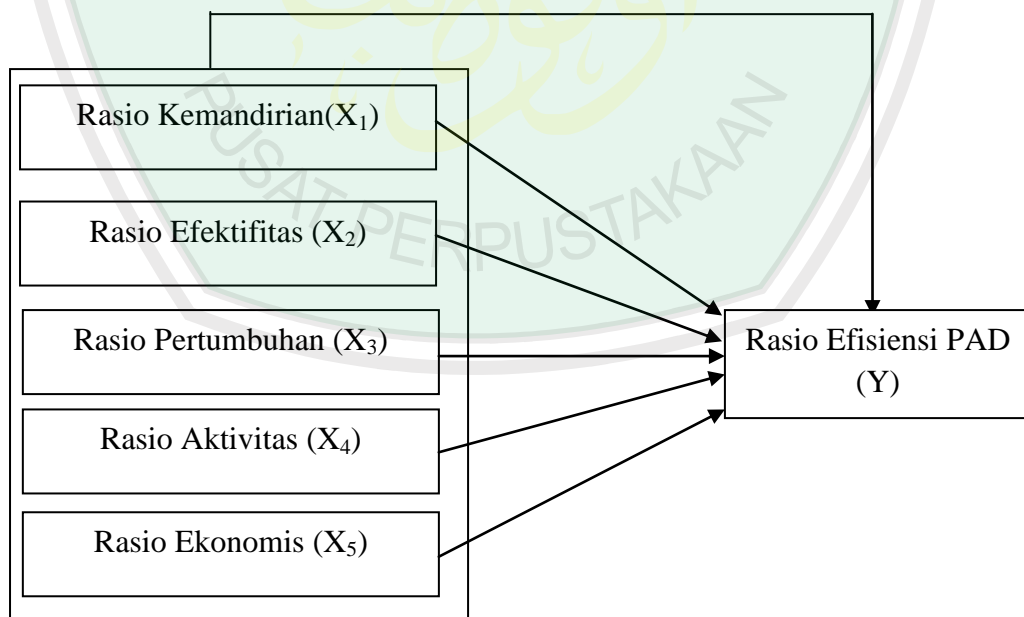 Rasio Kemandirian(X₁)
Rasio Efektifitas (X₂)
Rasio Pertumbuhan (X₃)
Rasio Aktivitas (X₄)
Rasio Ekonomis (X₅)
Rasio Efisiensi PAD
(Y)
PUSAT PERPUSTAKAAN